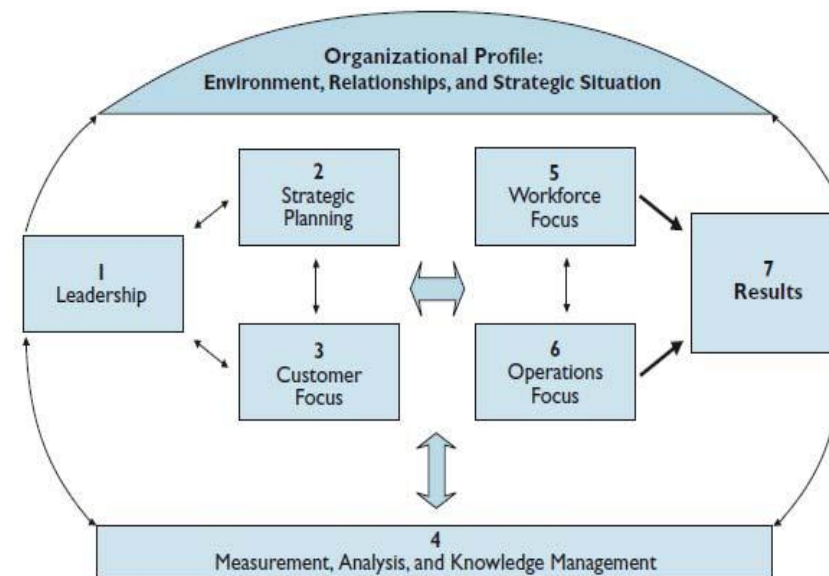 Organizational Profile:
Environment, Relationships, and Strategic Situation
2
Strategic
Planning
5
Workforce
Focus
1
Leadership
7
Results
3
Customer
Focus
6
Operations
Focus
4
Measurement, Analysis, and Knowledge Management